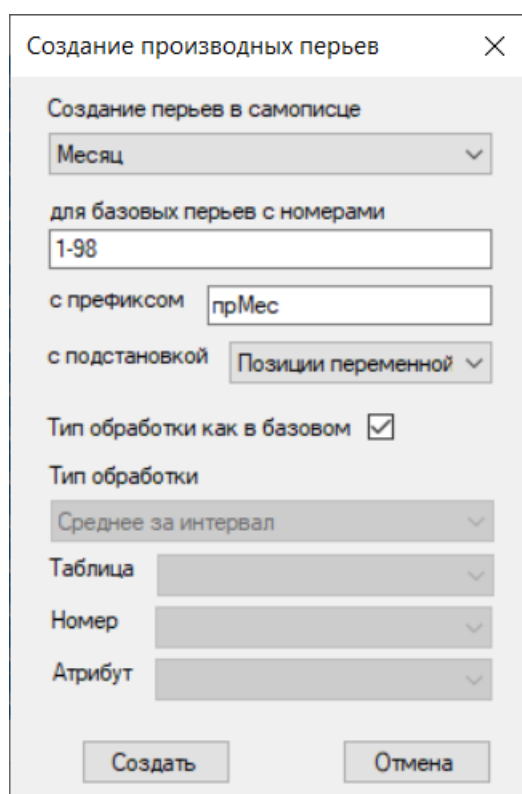 Создание производных перьев
Создание перьев в самописце
Месяц
для базовых перьев с номерами
1-98
с префиксом прМес
с подстановкой Позиции переменной
Тип обработки как в базовом
Тип обработки
Среднее за интервал
Таблица
Номер
Атрибут
Создать Отмена